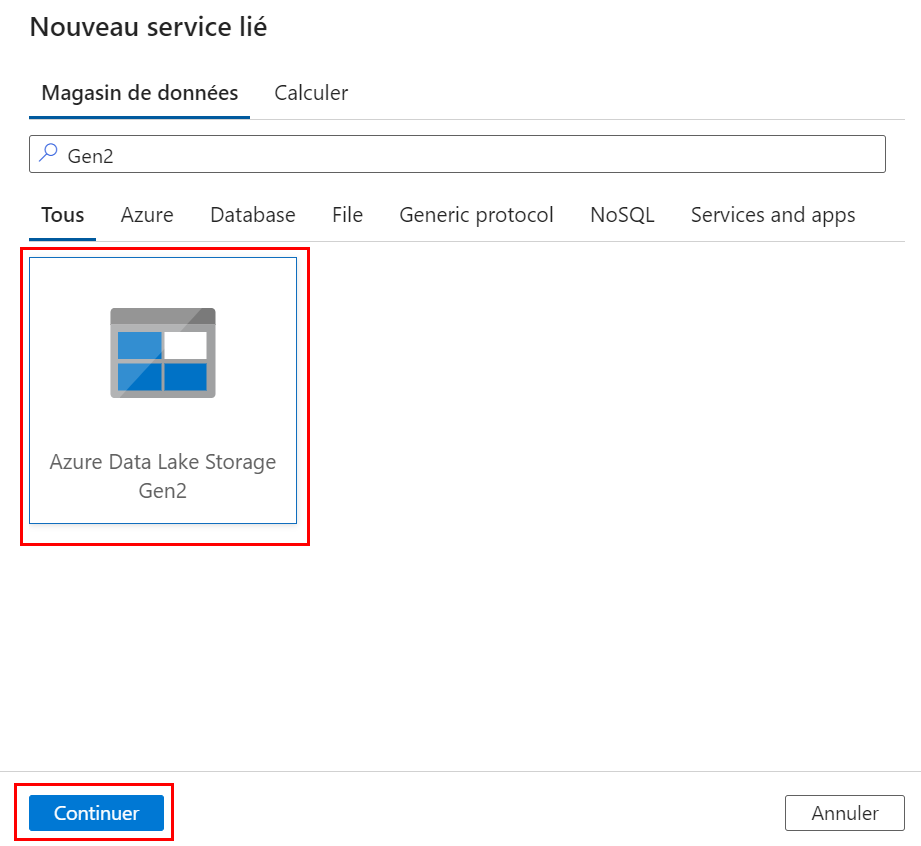 Nouveau service lié
Magasin de données
Calculer
Gen2
Tous
Azure
Database
File
Generic protocol
NoSQL
Services and apps
Azure Data Lake Storage
Gen2
Continuer
Annuler